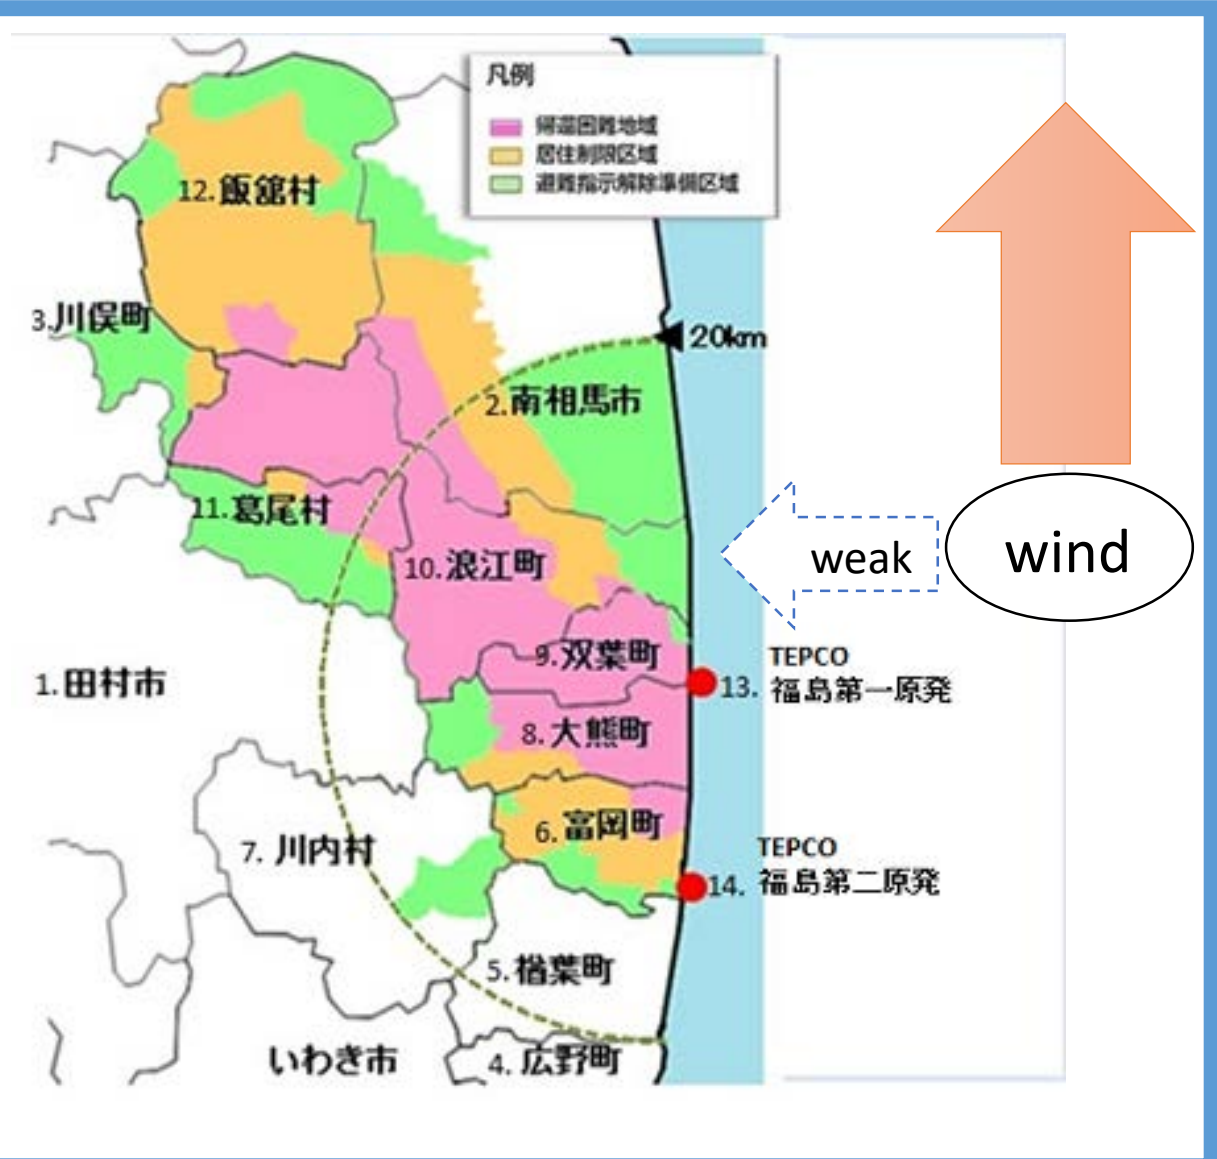 凡例
帰還困難地域
居住制限区域
避難指示解除準備区域
12.飯舘村
3.川俣町
20km
2.南相馬市
11.葛尾村
10.浪江町
weak
wind
9.双葉町
1.田村市
TEPCO
13. 福島第一原発
8.大熊町
6.富岡町
7. 川内村
TEPCO
14. 福島第二原発
5.楢葉町
いわき市
4.広野町